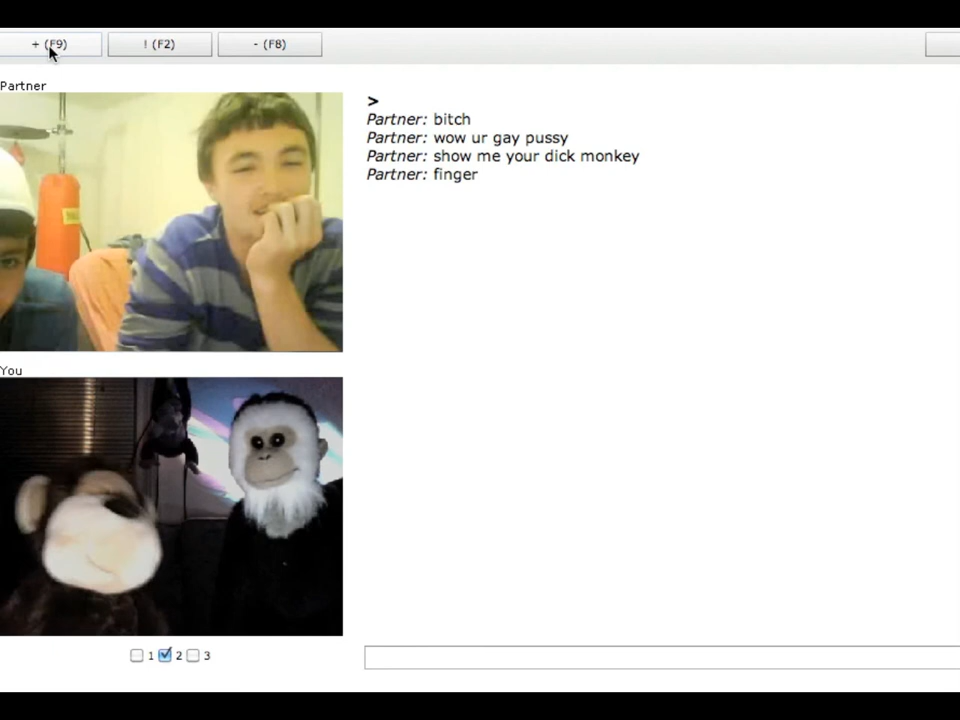 + (F9)
! (F2)
- (F8)
Partner
>
Partner: bitch
Partner: wow ur gay pussy
Partner: show me your dick monkey
Partner: finger
You
1 2 3